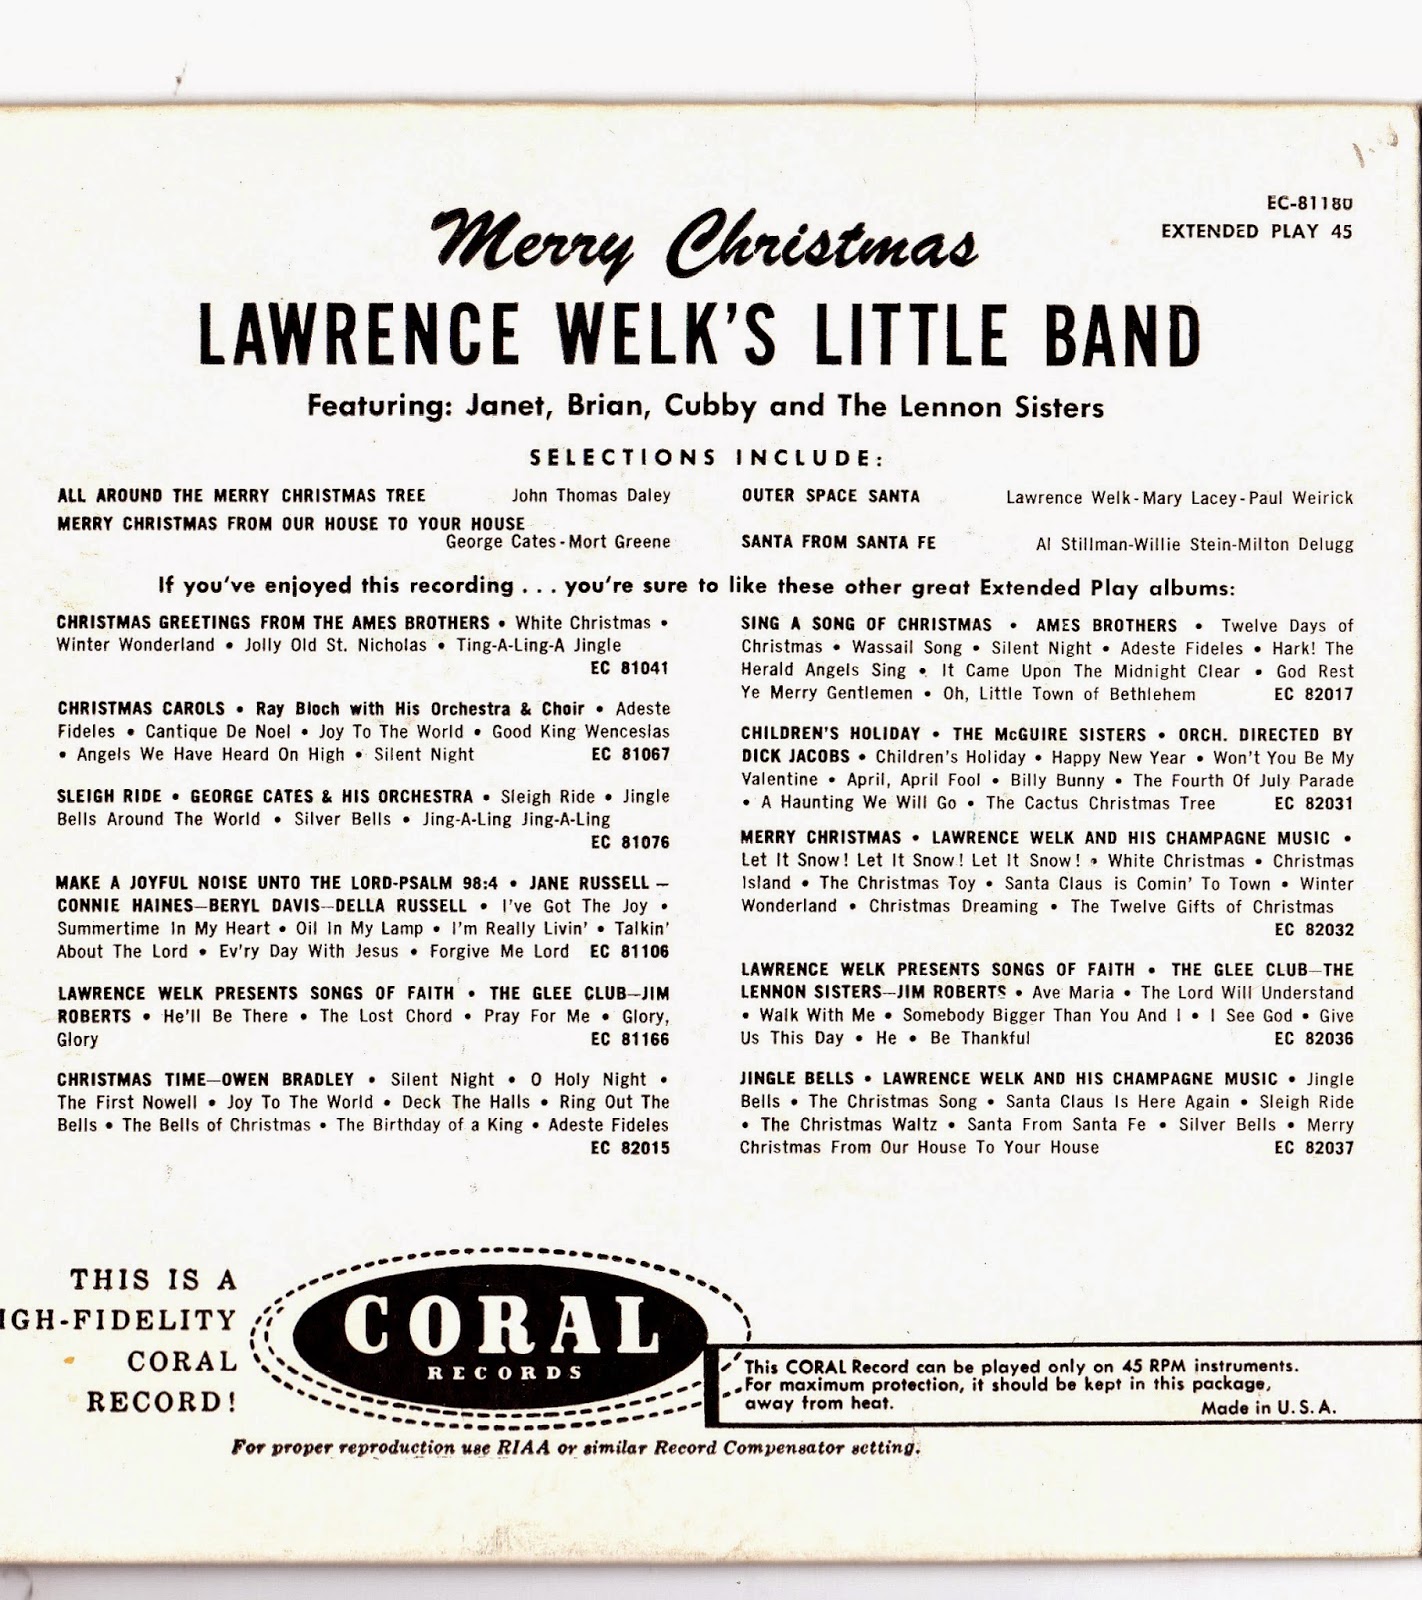 EC-81180
EXTENDED PLAY 45
Merry Christmas
LAWRENCE WELK'S LITTLE BAND
Featuring: Janet, Brian, Cubby and The Lennon Sisters
SELECTIONS INCLUDE:
ALL AROUND THE MERRY CHRISTMAS TREE John Thomas Daley
MERRY CHRISTMAS FROM OUR HOUSE TO YOUR HOUSE
George Cates-Mort Greene
OUTER SPACE SANTA Lawrence Welk-Mary Lacey-Paul Weirick
SANTA FROM SANTA FE Al Stillman-Willie Stein-Milton Delugg
If you've enjoyed this recording . . . you're sure to like these other great Extended Play albums:
CHRISTMAS GREETINGS FROM THE AMES BROTHERS • White Christmas •
Winter Wonderland • Jolly Old St. Nicholas • Ting-A-Ling-A Jingle
EC 81041
CHRISTMAS CAROLS • Ray Bloch with His Orchestra & Choir • Adeste
Fideles • Cantique De Noel • Joy To The World • Good King Wenceslas
• Angels We Have Heard On High • Silent Night EC 81067
SLEIGH RIDE • GEORGE CATES & HIS ORCHESTRA • Sleigh Ride • Jingle
Bells Around The World • Silver Bells • Jing-A-Ling Jing-A-Ling
EC 81076
MAKE A JOYFUL NOISE UNTO THE LORD-PSALM 98:4 • JANE RUSSELL –
CONNIE HAINES—BERYL DAVIS—DELLA RUSSELL • I've Got The Joy •
Summertime In My Heart • Oil In My Lamp • I'm Really Livin' • Talkin'
About The Lord • Ev'ry Day With Jesus • Forgive Me Lord EC 81106
LAWRENCE WELK PRESENTS SONGS OF FAITH • THE GLEE CLUB—JIM
ROBERTS • He'll Be There • The Lost Chord • Pray For Me • Glory,
Glory EC 81166
CHRISTMAS TIME—OWEN BRADLEY • Silent Night • O Holy Night •
The First Nowell • Joy To The World • Deck The Halls • Ring Out The
Bells • The Bells of Christmas • The Birthday of a King • Adeste Fideles
EC 82015
SING A SONG OF CHRISTMAS • AMES BROTHERS • Twelve Days of
Christmas • Wassail Song • Silent Night • Adeste Fideles • Hark! The
Herald Angels Sing • It Came Upon The Midnight Clear • God Rest
Ye Merry Gentlemen • Oh, Little Town of Bethlehem EC 82017
CHILDREN'S HOLIDAY • THE McGUIRE SISTERS • ORCH. DIRECTED BY
DICK JACOBS • Children's Holiday • Happy New Year • Won't You Be My
Valentine • April, April Fool • Billy Bunny • The Fourth Of July Parade
• A Haunting We Will Go • The Cactus Christmas Tree EC 82031
MERRY CHRISTMAS • LAWRENCE WELK AND HIS CHAMPAGNE MUSIC •
Let It Snow! Let It Snow! Let It Snow! • White Christmas • Christmas
Island • The Christmas Toy • Santa Claus is Comin' To Town • Winter
Wonderland • Christmas Dreaming • The Twelve Gifts of Christmas
EC 82032
LAWRENCE WELK PRESENTS SONGS OF FAITH • THE GLEE CLUB—THE
LENNON SISTERS—JIM ROBERTS • Ave Maria • The Lord Will Understand
• Walk With Me • Somebody Bigger Than You And I • I See God • Give
Us This Day • He • Be Thankful EC 82036
JINGLE BELLS • LAWRENCE WELK AND HIS CHAMPAGNE MUSIC • Jingle
Bells • The Christmas Song • Santa Claus Is Here Again • Sleigh Ride
• The Christmas Waltz • Santa From Santa Fe • Silver Bells • Merry
Christmas From Our House To Your House EC 82037
THIS IS A
IGH-FIDELITY
CORAL
RECORD!
CORAL
RECORDS
This CORAL Record can be played only on 45 RPM instruments.
For maximum protection, it should be kept in this package,
away from heat. Made in U.S.A.
For proper reproduction use RIAA or similar Record Compensator setting.